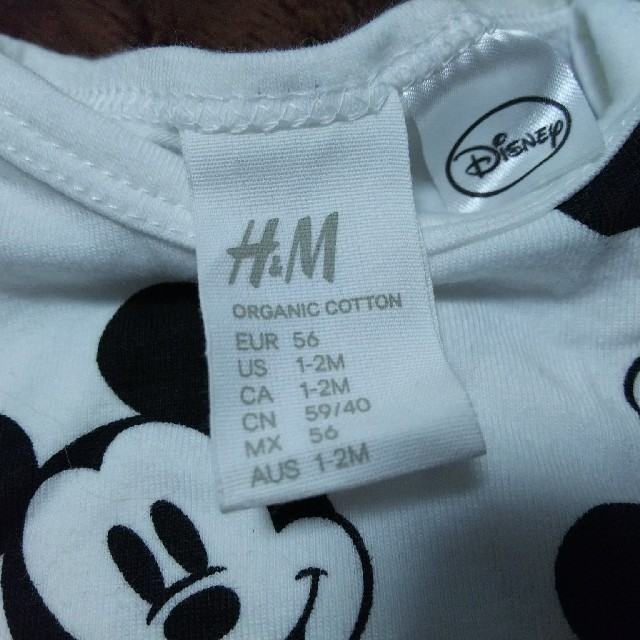 H&M
ORGANIC COTTON
EUR 56
US 1-2M
CA 1-2M
CN 59/40
MX 56
AUS 1-2M
DISNEY